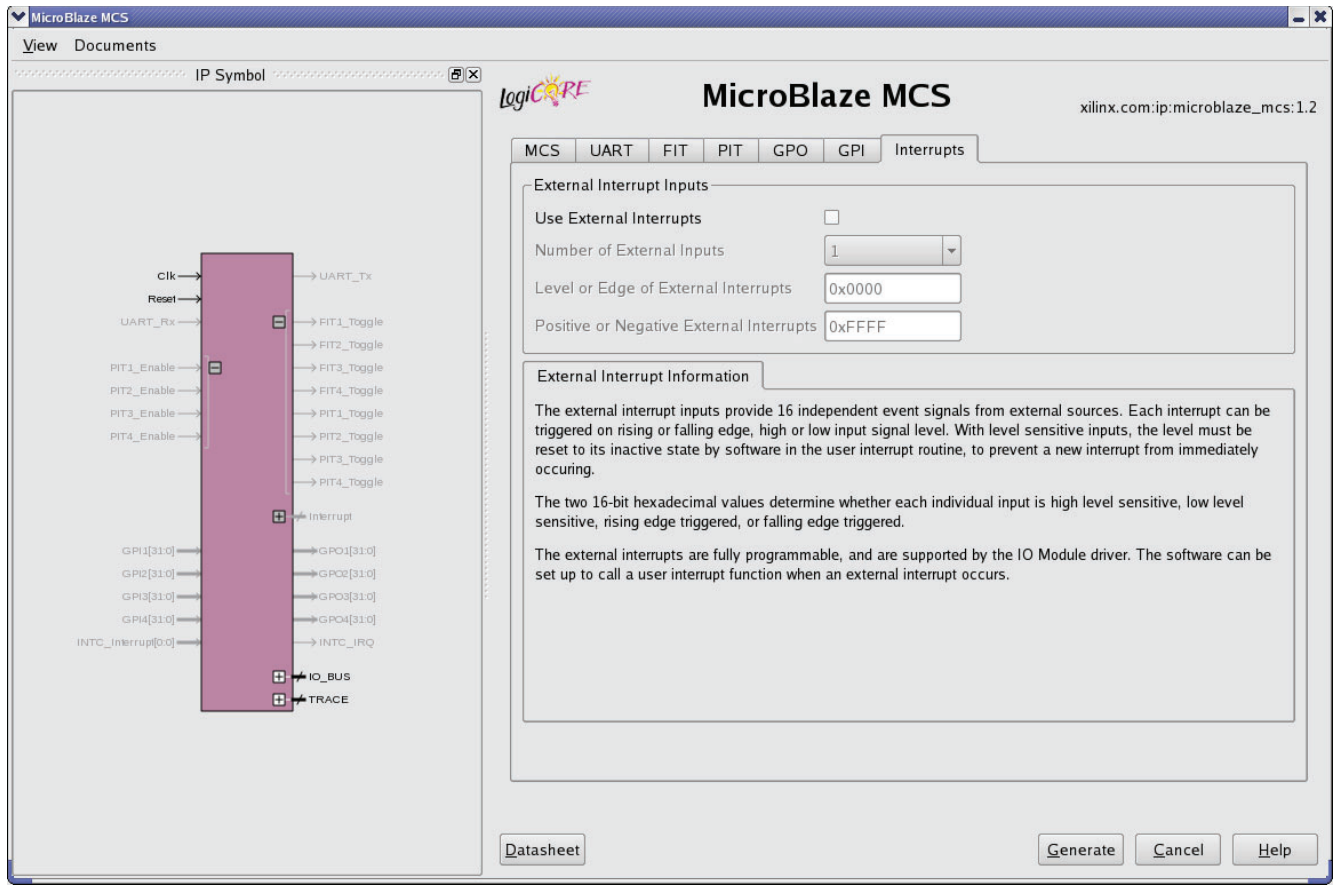 MicroBlaze MCS
View Documents
IP Symbol
Clk
Reset
UART_Rx
PIT1_Enable
PIT2_Enable
PIT3_Enable
PIT4_Enable
GPI1[31:0]
GPI2[31:0]
GPI3[31:0]
GPI4[31:0]
INTC_Interrupt[0:0]
UART_Tx
FIT1_Toggle
FIT2_Toggle
FIT3_Toggle
FIT4_Toggle
PIT1_Toggle
PIT2_Toggle
PIT3_Toggle
PIT4_Toggle
Interrupt
GPO1[31:0]
GPO2[31:0]
GPO3[31:0]
GPO4[31:0]
INTC_IRQ
IO_BUS
TRACE
LogiCORE
MicroBlaze MCS
xilinx.com:ip:microblaze_mcs:1.2
MCS UART FIT PIT GPO GPI Interrupts
External Interrupt Inputs
Use External Interrupts
Number of External Inputs 1
Level or Edge of External Interrupts 0x0000
Positive or Negative External Interrupts 0xFFFF
External Interrupt Information
The external interrupt inputs provide 16 independent event signals from external sources. Each interrupt can be
triggered on rising or falling edge, high or low input signal level. With level sensitive inputs, the level must be
reset to its inactive state by software in the user interrupt routine, to prevent a new interrupt from immediately
occuring.
The two 16-bit hexadecimal values determine whether each individual input is high level sensitive, low level
sensitive, rising edge triggered, or falling edge triggered.
The external interrupts are fully programmable, and are supported by the IO Module driver. The software can be
set up to call a user interrupt function when an external interrupt occurs.
Datasheet Generate Cancel Help